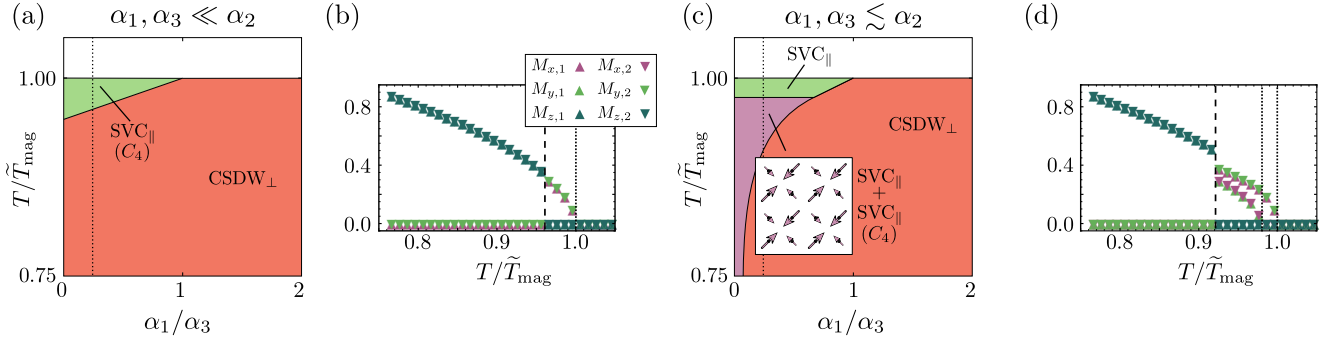 (a)
α₁, α₃ ≪ α₂
T/T̃mag
1.00
0.75
SVC∥
(C₄)
CSDW⊥
0
1
2
α₁/α₃
(b)
Mx,1 ▲ Mx,2 ▼
My,1 ▲ My,2 ▼
Mz,1 ▲ Mz,2 ▼
0.8
0.4
0.0
0.8
0.9
1.0
T/T̃mag
(c)
α₁, α₃ ≲ α₂
T/T̃mag
1.00
0.75
SVC∥
CSDW⊥
SVC∥
+
SVC∥
(C₄)
0
1
2
α₁/α₃
(d)
0.8
0.4
0.0
0.8
0.9
1.0
T/T̃mag